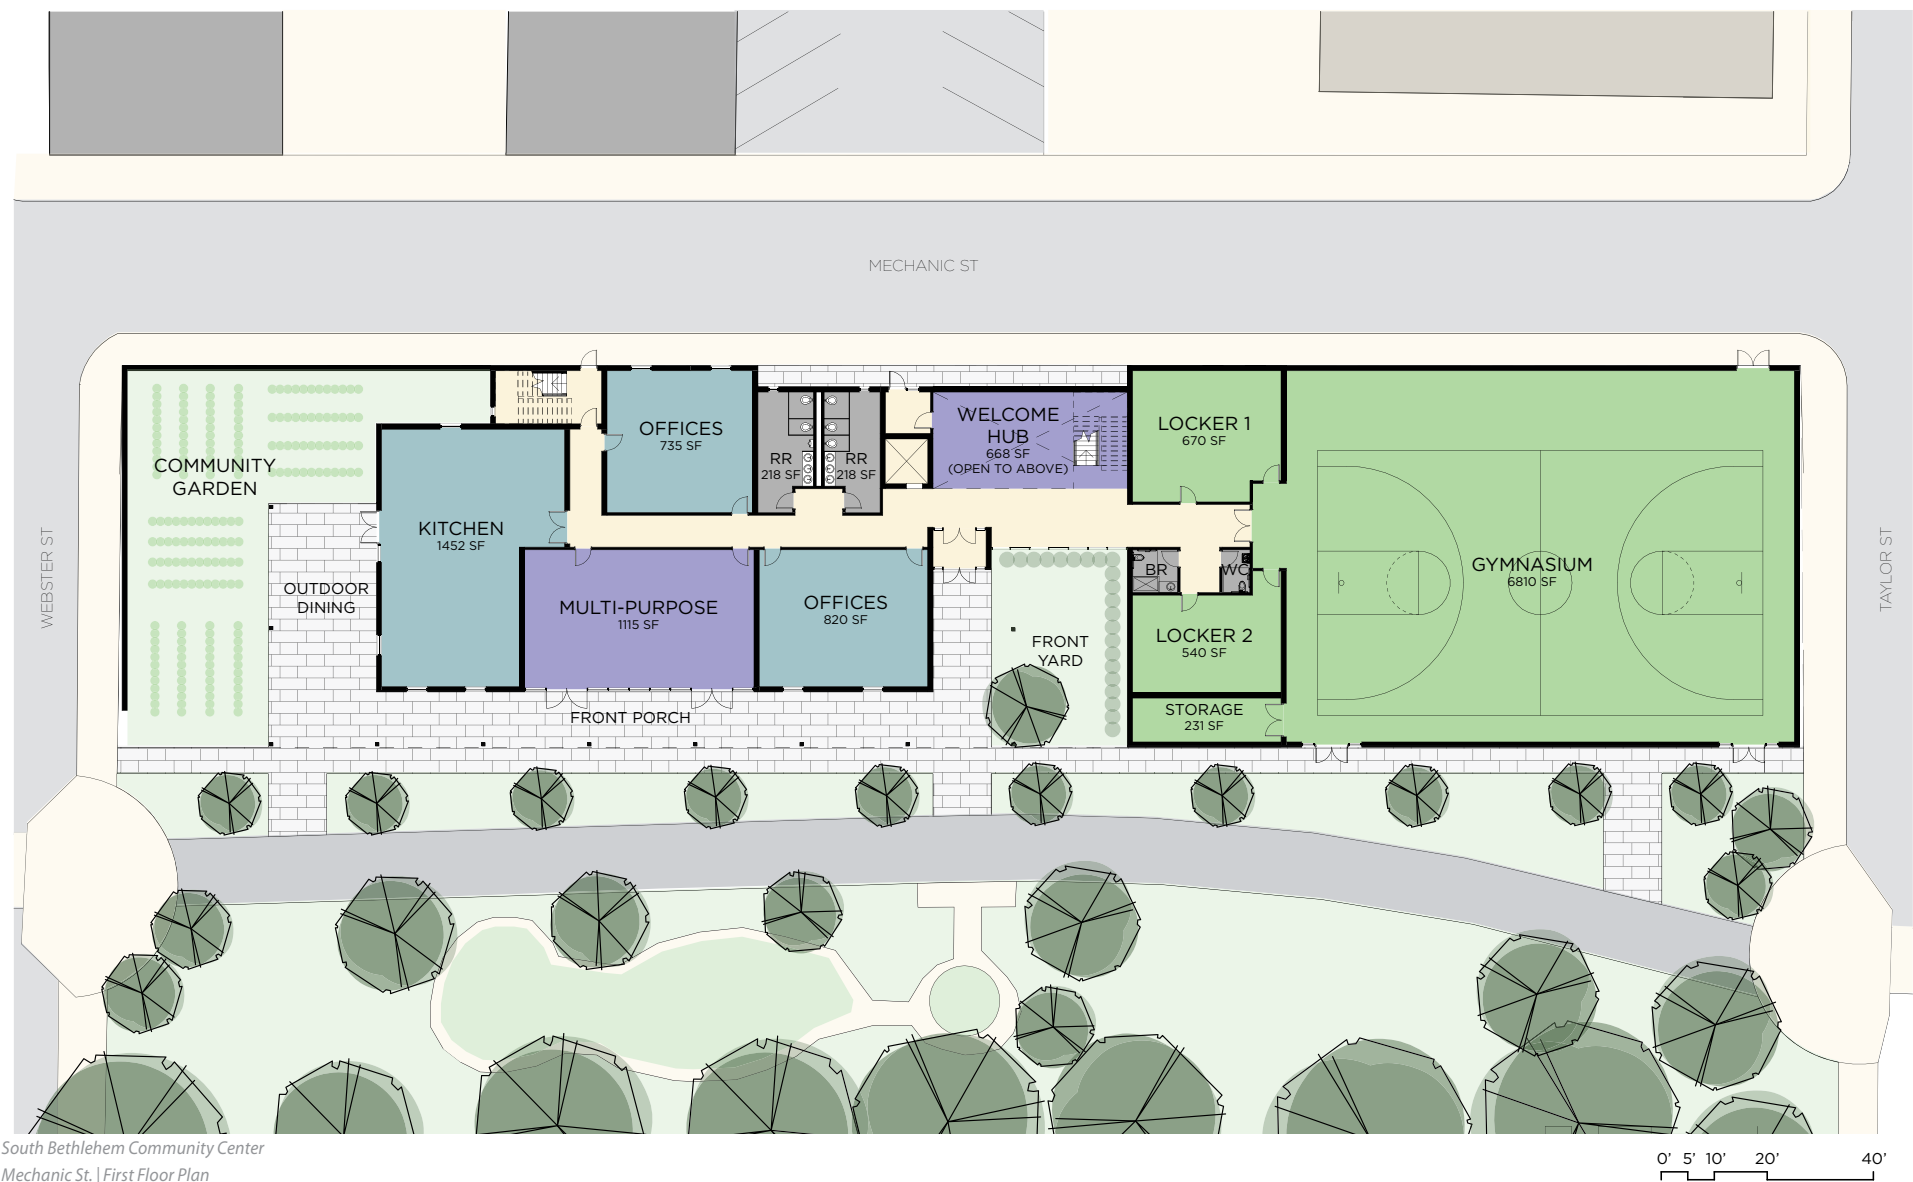 MECHANIC ST
WEBSTER ST
TAYLOR ST
COMMUNITY
GARDEN
OUTDOOR
DINING
KITCHEN
1452 SF
OFFICES
735 SF
RR
218 SF
RR
218 SF
WELCOME
HUB
668 SF
(OPEN TO ABOVE)
LOCKER 1
670 SF
GYMNASIUM
6810 SF
MULTI-PURPOSE
1115 SF
OFFICES
820 SF
BR
WC
LOCKER 2
540 SF
FRONT
YARD
STORAGE
231 SF
FRONT PORCH
South Bethlehem Community Center
Mechanic St. | First Floor Plan
0' 5' 10' 20' 40'